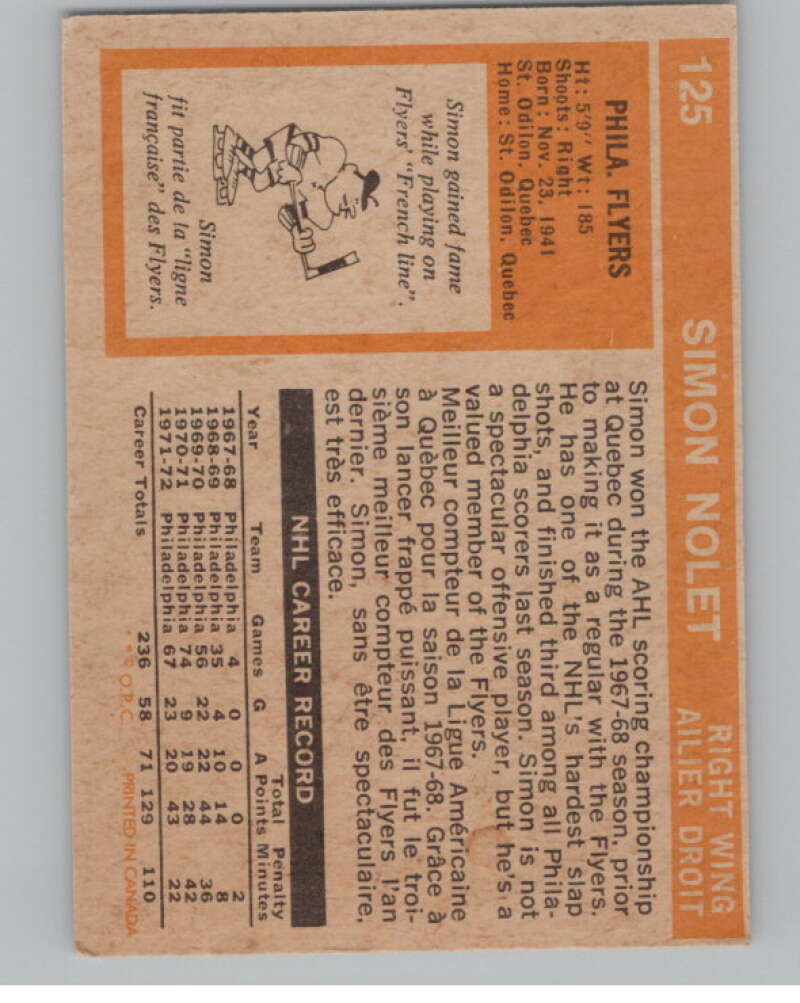 125 SIMON NOLET RIGHT WING
AILIER DROIT
PHILA. FLYERS
Ht: 5'9" Wt: 185
Shoots: Right
Born: Nov. 23, 1941
St. Odilon, Quebec
Home: St. Odilon, Quebec
Simon gained fame
while playing on
Flyers' "French line".
Simon
fit partie de la "ligne
française" des Flyers.
Simon won the AHL scoring championship
at Quebec during the 1967-68 season, prior
to making it as a regular with the Flyers.
He has one of the NHL's hardest slap
shots, and finished third among all Phila-
delphia scorers last season. Simon is not
a spectacular offensive player, but he's a
valued member of the Flyers.
Meilleur compteur de la Ligue Américaine
à Québec pour la saison 1967-68. Grâce à
son lancer frappé puissant, il fut le troi-
sième meilleur compteur des Flyers l'an
dernier. Simon, sans être spectaculaire,
est très efficace.
NHL CAREER RECORD
Total Penalty
Year Team Games G A Points Minutes
1967-68 Philadelphia 4 0 0 0 2
1968-69 Philadelphia 35 4 10 14 8
1969-70 Philadelphia 56 22 22 44 36
1970-71 Philadelphia 74 9 19 28 42
1971-72 Philadelphia 67 23 20 43 22
Career Totals 236 58 71 129 110
** © O.P.C. PRINTED IN CANADA